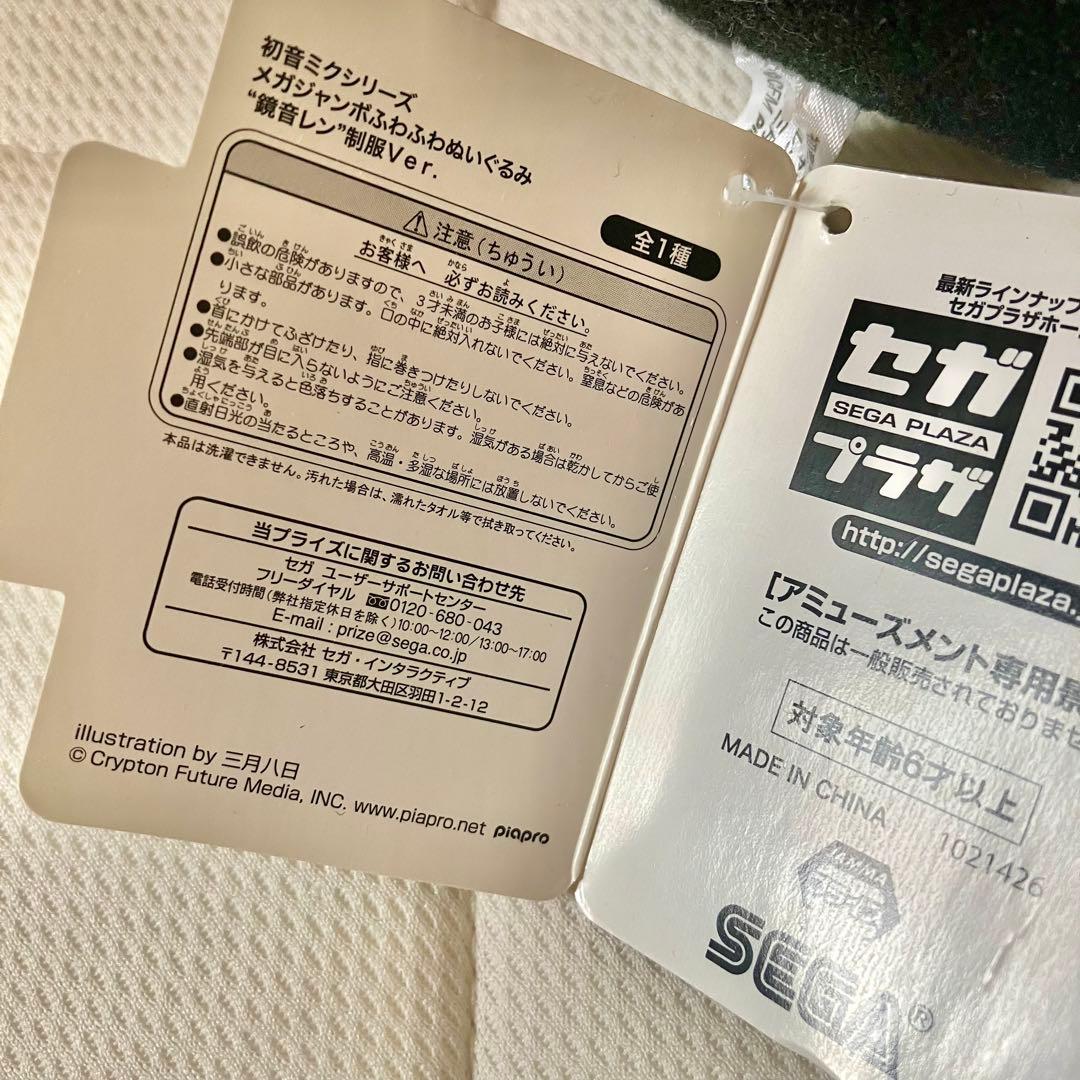 初音ミクシリーズ
メガジャンボふわふわぬいぐるみ
“鏡音レン”制服Ver.
全1種
注意(ちゅうい)
お客様へ 必ずお読みください。
●誤飲の危険がありますので、3才未満のお子様には絶対に与えないでください。
●小さな部品があります。口の中に絶対入れないでください。窒息などの危険があ
ります。
●首にかけてふざけたり、指に巻きつけたりしないでください。
●先端部が目に入らないようにご注意ください。
●湿気を与えると色落ちすることがあります。湿気がある場合は乾かしてからご使
用ください。
●直射日光の当たるところや、高温・多湿な場所には放置しないでください。
本品は洗濯できません。汚れた場合は、濡れたタオル等で拭き取ってください。
当プライズに関するお問い合わせ先
セガ ユーザーサポートセンター
フリーダイヤル 0120-680-043
電話受付時間(弊社指定休日を除く)10:00~12:00/13:00~17:00
E-mail : prize@sega.co.jp
株式会社 セガ・インタラクティブ
〒144-8531 東京都大田区羽田1-2-12
illustration by 三月八日
© Crypton Future Media, INC. www.piapro.net piapro
最新ラインナップ
セガプラザホー
セガ
SEGA PLAZA
プラザ
http://segaplaza.
【アミューズメント専用景
この商品は一般販売されておりませ
対象年齢6才以上
MADE IN CHINA
1021426
SEGA®